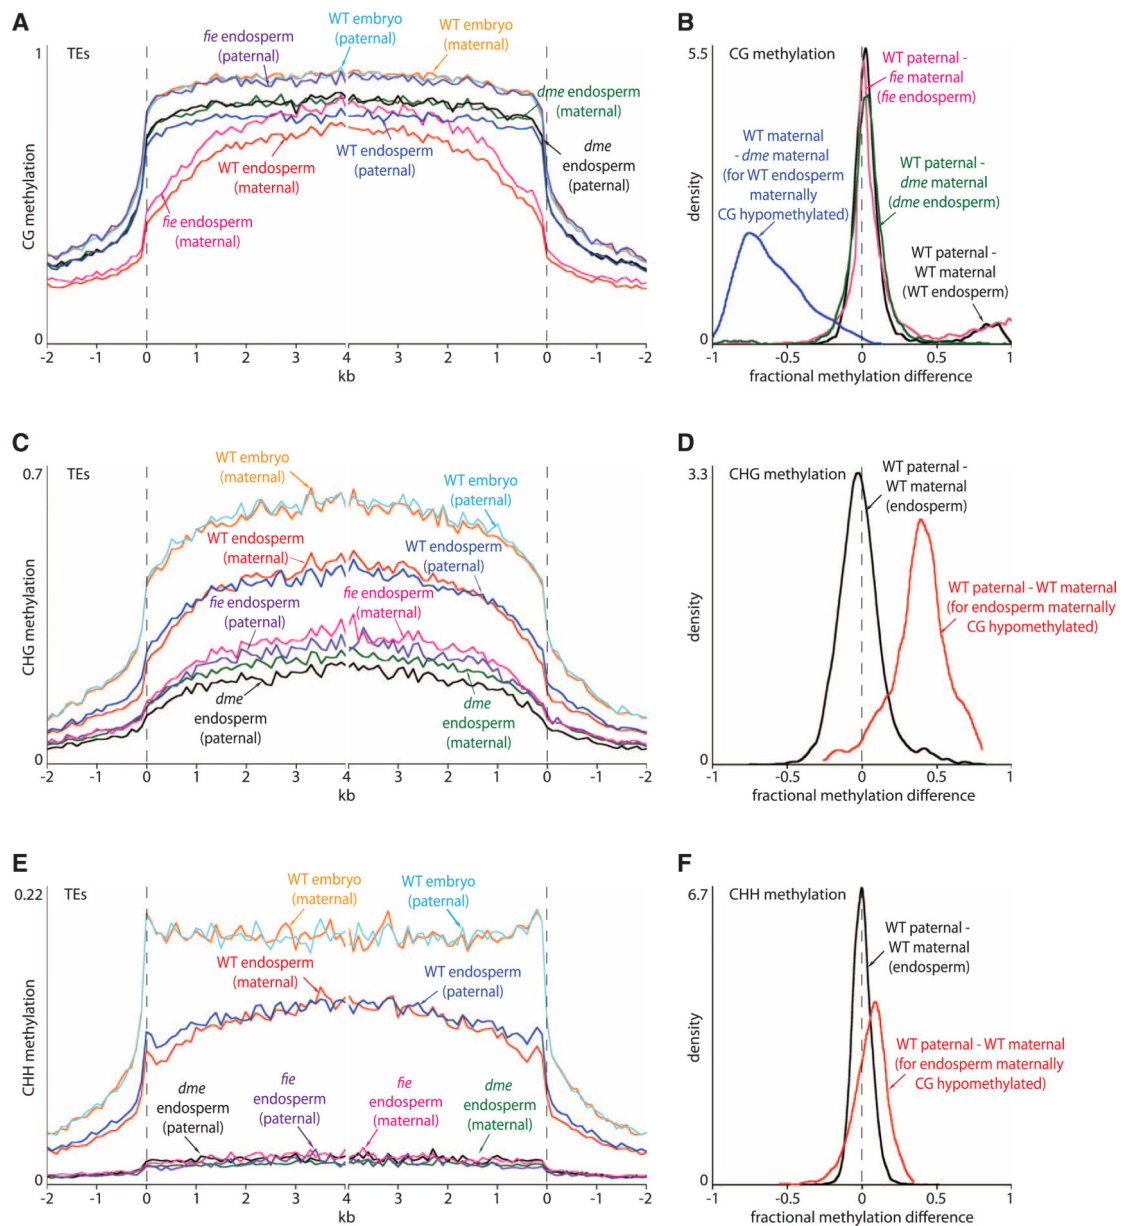 A
TEs
1
0
CG methylation
fie endosperm
(paternal)
WT embryo
(paternal)
WT embryo
(maternal)
dme endosperm
(maternal)
WT endosperm
(maternal)
WT endosperm
(paternal)
dme
endosperm
(paternal)
fie endosperm
(maternal)
-2 -1 0 1 2 3 4 3 2 1 0 -1 -2
kb
B
CG methylation
5.5
0
density
WT paternal -
fie maternal
(fie endosperm)
WT maternal
- dme maternal
(for WT endosperm
maternally
CG hypomethylated)
WT paternal -
dme maternal
(dme endosperm)
WT paternal -
WT maternal
(WT endosperm)
-1 -0.5 0 0.5 1
fractional methylation difference
C
TEs
0.7
0
CHG methylation
WT embryo
(maternal)
WT embryo
(paternal)
WT endosperm
(maternal)
WT endosperm
(paternal)
fie endosperm
(paternal)
fie endosperm
(maternal)
dme
endosperm
(paternal)
dme
endosperm
(maternal)
-2 -1 0 1 2 3 4 3 2 1 0 -1 -2
kb
D
CHG methylation
3.3
0
density
WT paternal -
WT maternal
(endosperm)
WT paternal - WT maternal
(for endosperm maternally
CG hypomethylated)
-1 -0.5 0 0.5 1
fractional methylation difference
E
TEs
0.22
0
CHH methylation
WT embryo
(maternal)
WT embryo
(paternal)
WT endosperm
(maternal)
WT endosperm
(paternal)
dme
endosperm
(paternal)
fie
endosperm
(paternal)
fie
endosperm
(maternal)
dme
endosperm
(maternal)
-2 -1 0 1 2 3 4 3 2 1 0 -1 -2
kb
F
CHH methylation
6.7
0
density
WT paternal -
WT maternal
(endosperm)
WT paternal - WT maternal
(for endosperm maternally
CG hypomethylated)
-1 -0.5 0 0.5 1
fractional methylation difference